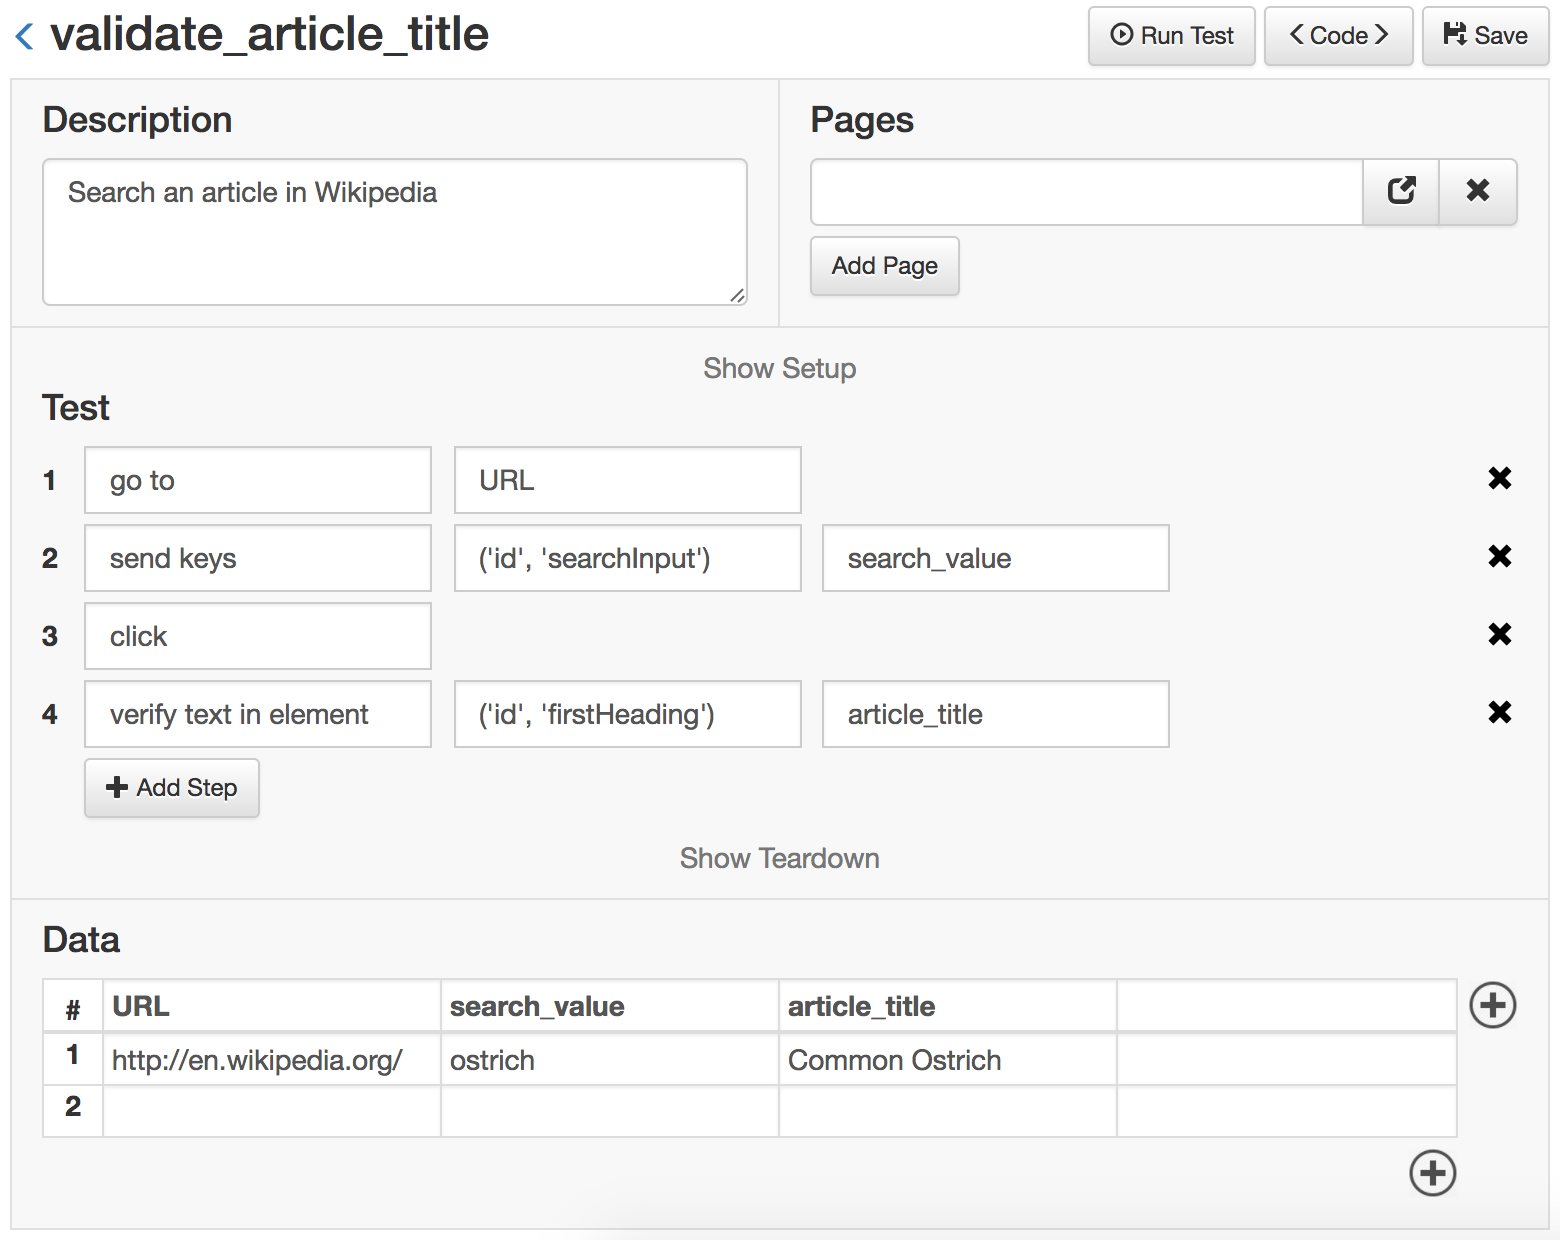 validate_article_title
Run Test
Code
Save
Description
Search an article in Wikipedia
Pages
Add Page
Show Setup
Test
1 go to URL
2 send keys ('id', 'searchInput') search_value
3 click
4 verify text in element ('id', 'firstHeading') article_title
Add Step
Show Teardown
Data
# URL search_value article_title
1 http://en.wikipedia.org/ ostrich Common Ostrich
2